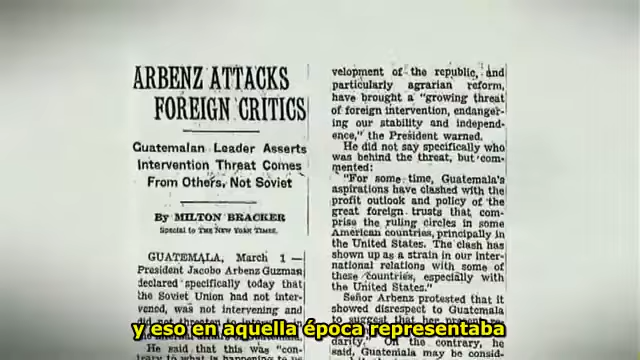 ARBENZ ATTACKS
FOREIGN CRITICS
Guatemalan Leader Asserts
Intervention Threat Comes
From Others, Not Soviet
By MILTON BRACKER
Special to THE NEW YORK TIMES.
GUATEMALA, March 1 —
President Jacobo Arbenz Guzman
declared specifically today that
the Soviet Union had not inter-
vened, was not intervening and
did not
He said that this was "con-
velopment of the republic, and
particularly agrarian reform,
have brought a "growing threat
of foreign intervention, endanger-
ing our stability and independ-
ence," the President warned.
He did not say specifically who
was behind the threat, but com-
mented:
"For some time, Guatemala's
aspirations have clashed with the
profit outlook and policy of the
great foreign trusts that com-
prise the ruling circles in some
American countries, principally in
the United States. The clash has
shown up as a strain in our inter-
national relations with some of
these countries, especially with
the United States."
Señor Arbenz protested that it
showed disrespect to Guatemala
to suggest that her
darity." On the contrary, he
said, Guatemala may be consid-
y eso en aquella época representaba